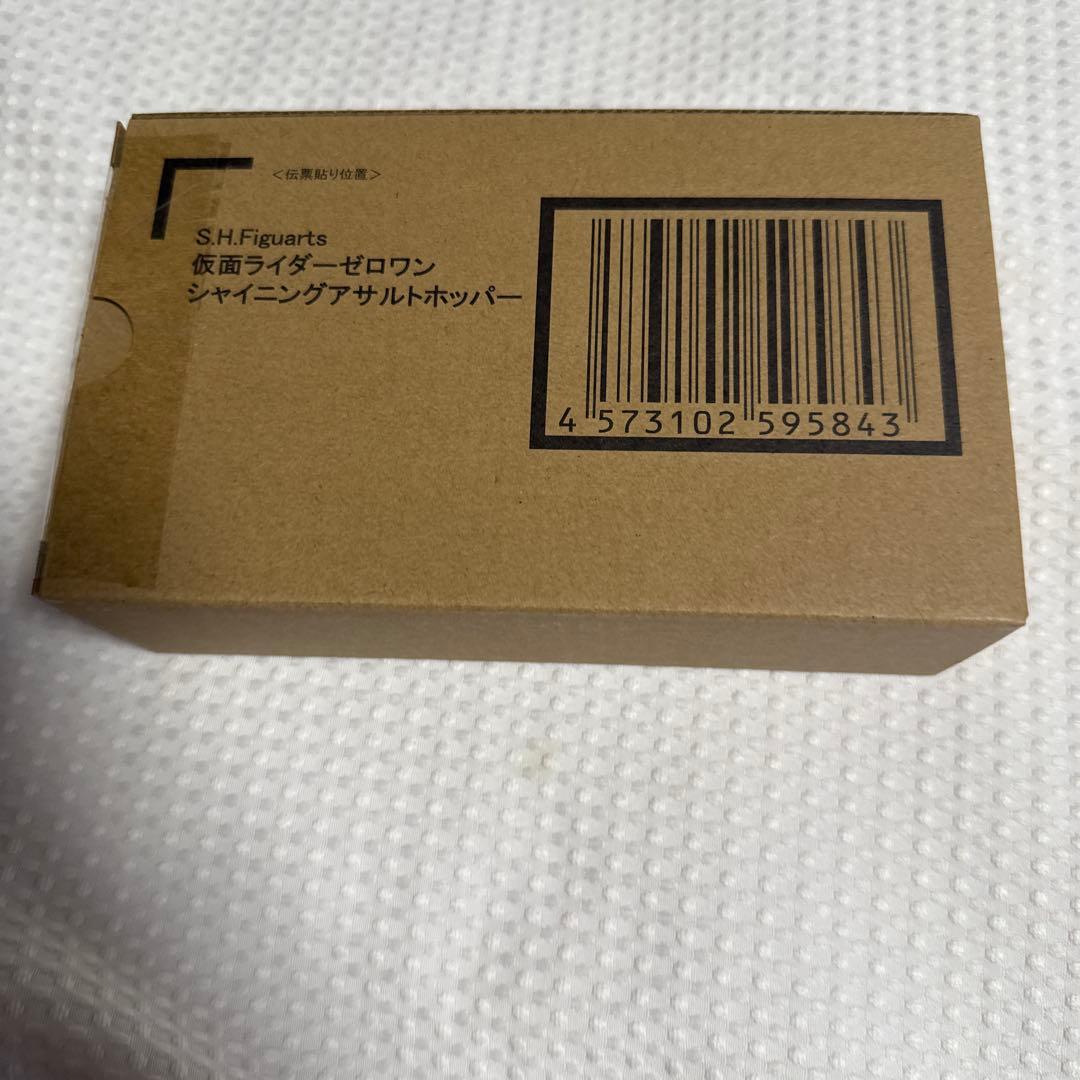 ＜伝票貼り位置＞
S.H.Figuarts
仮面ライダーゼロワン
シャイニングアサルトホッパー
4 573102 595843